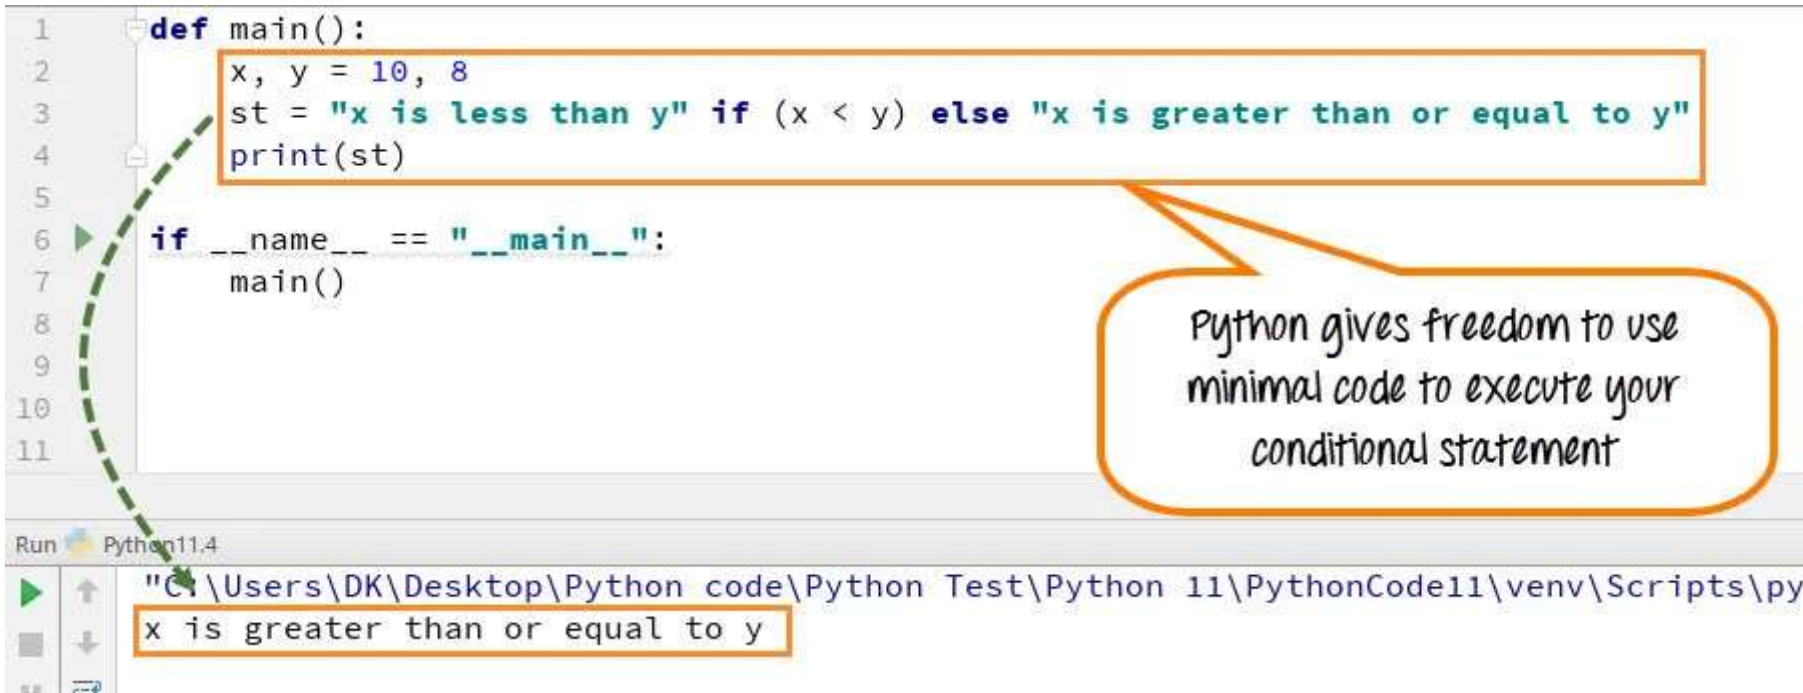 1 def main():
2 x, y = 10, 8
3 st = "x is less than y" if (x < y) else "x is greater than or equal to y"
4 print(st)
5
6 if __name__ == "__main__":
7 main()
8
9
10
11
Python gives freedom to use
minimal code to execute your
conditional statement
Run Python11.4
"C:\Users\DK\Desktop\Python code\Python Test\Python 11\PythonCode11\venv\Scripts\py
x is greater than or equal to y